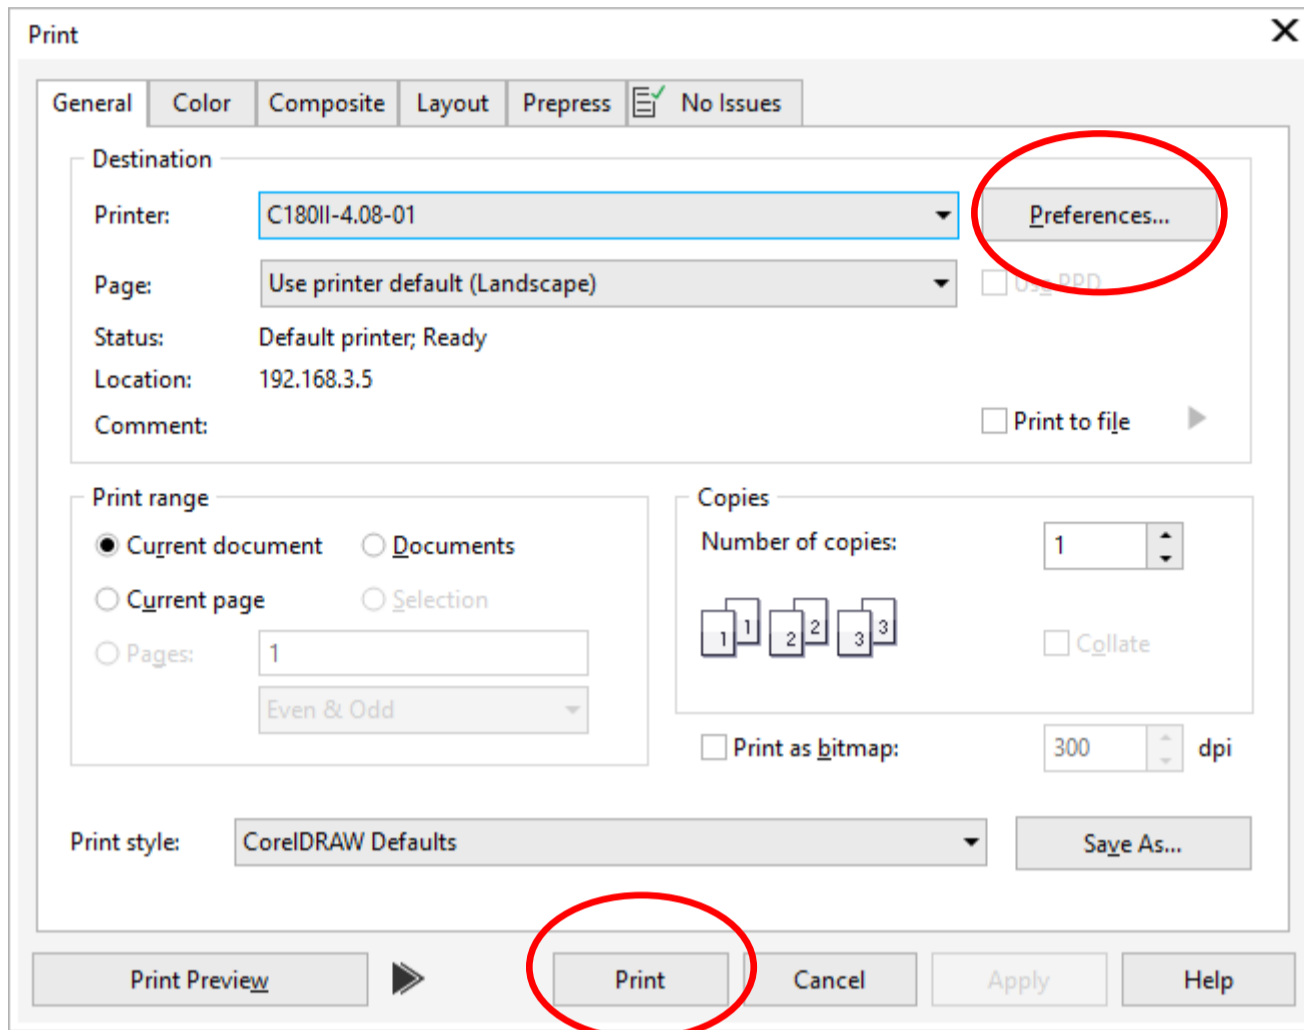 Print
General Color Composite Layout Prepress No Issues
Destination
Printer: C180II-4.08-01 Preferences...
Page: Use printer default (Landscape) Use PPD
Status: Default printer; Ready
Location: 192.168.3.5
Comment: Print to file
Print range Copies
Current document Documents Number of copies: 1
Current page Selection
1 1 2 2 3 3
Pages: 1 Collate
Even & Odd
Print as bitmap: 300 dpi
Print style: CorelDRAW Defaults Save As...
Print Preview Print Cancel Apply Help